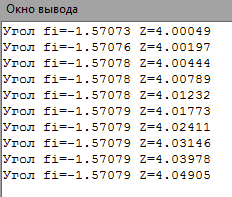 Окно вывода
Угол fi=-1.57073 Z=4.00049
Угол fi=-1.57076 Z=4.00197
Угол fi=-1.57078 Z=4.00444
Угол fi=-1.57078 Z=4.00789
Угол fi=-1.57078 Z=4.01232
Угол fi=-1.57079 Z=4.01773
Угол fi=-1.57079 Z=4.02411
Угол fi=-1.57079 Z=4.03146
Угол fi=-1.57079 Z=4.03978
Угол fi=-1.57079 Z=4.04905